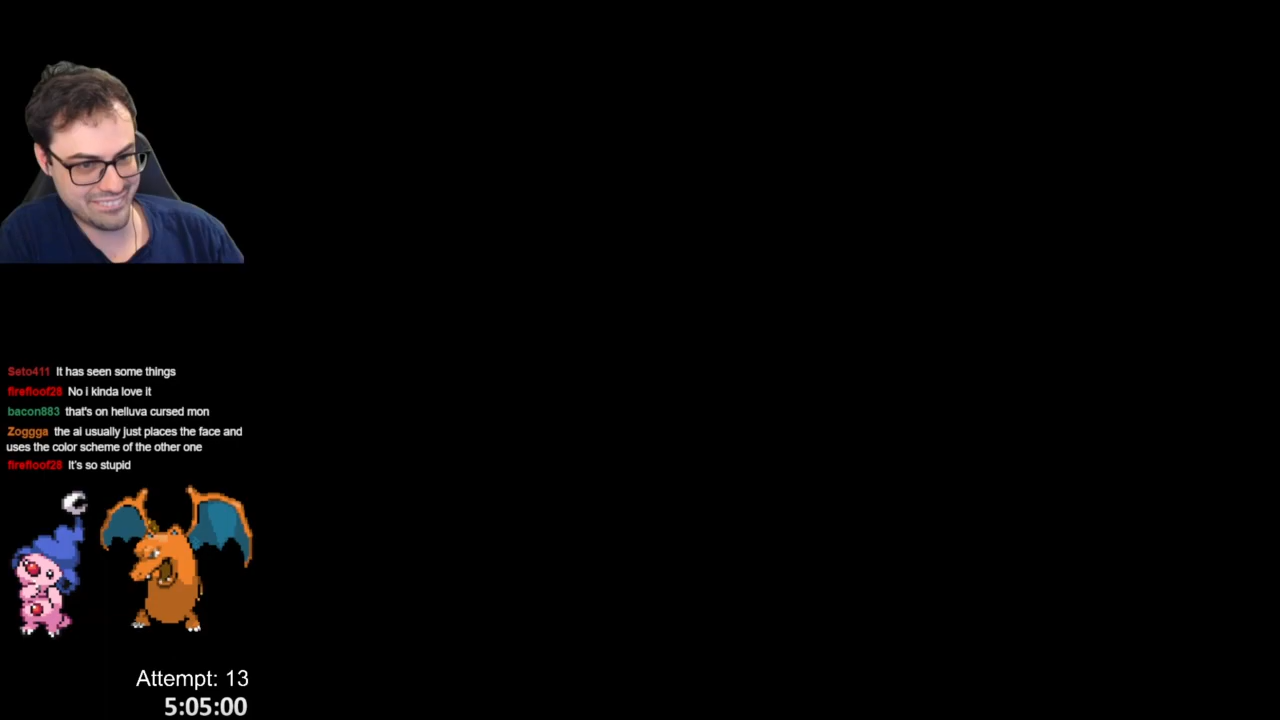 Seto411 It has seen some things
firefloof28 No i kinda love it
bacon883 that's on helluva cursed mon
Zoggga the ai usually just places the face and
uses the color scheme of the other one
firefloof28 It's so stupid
Attempt: 13
5:05:00